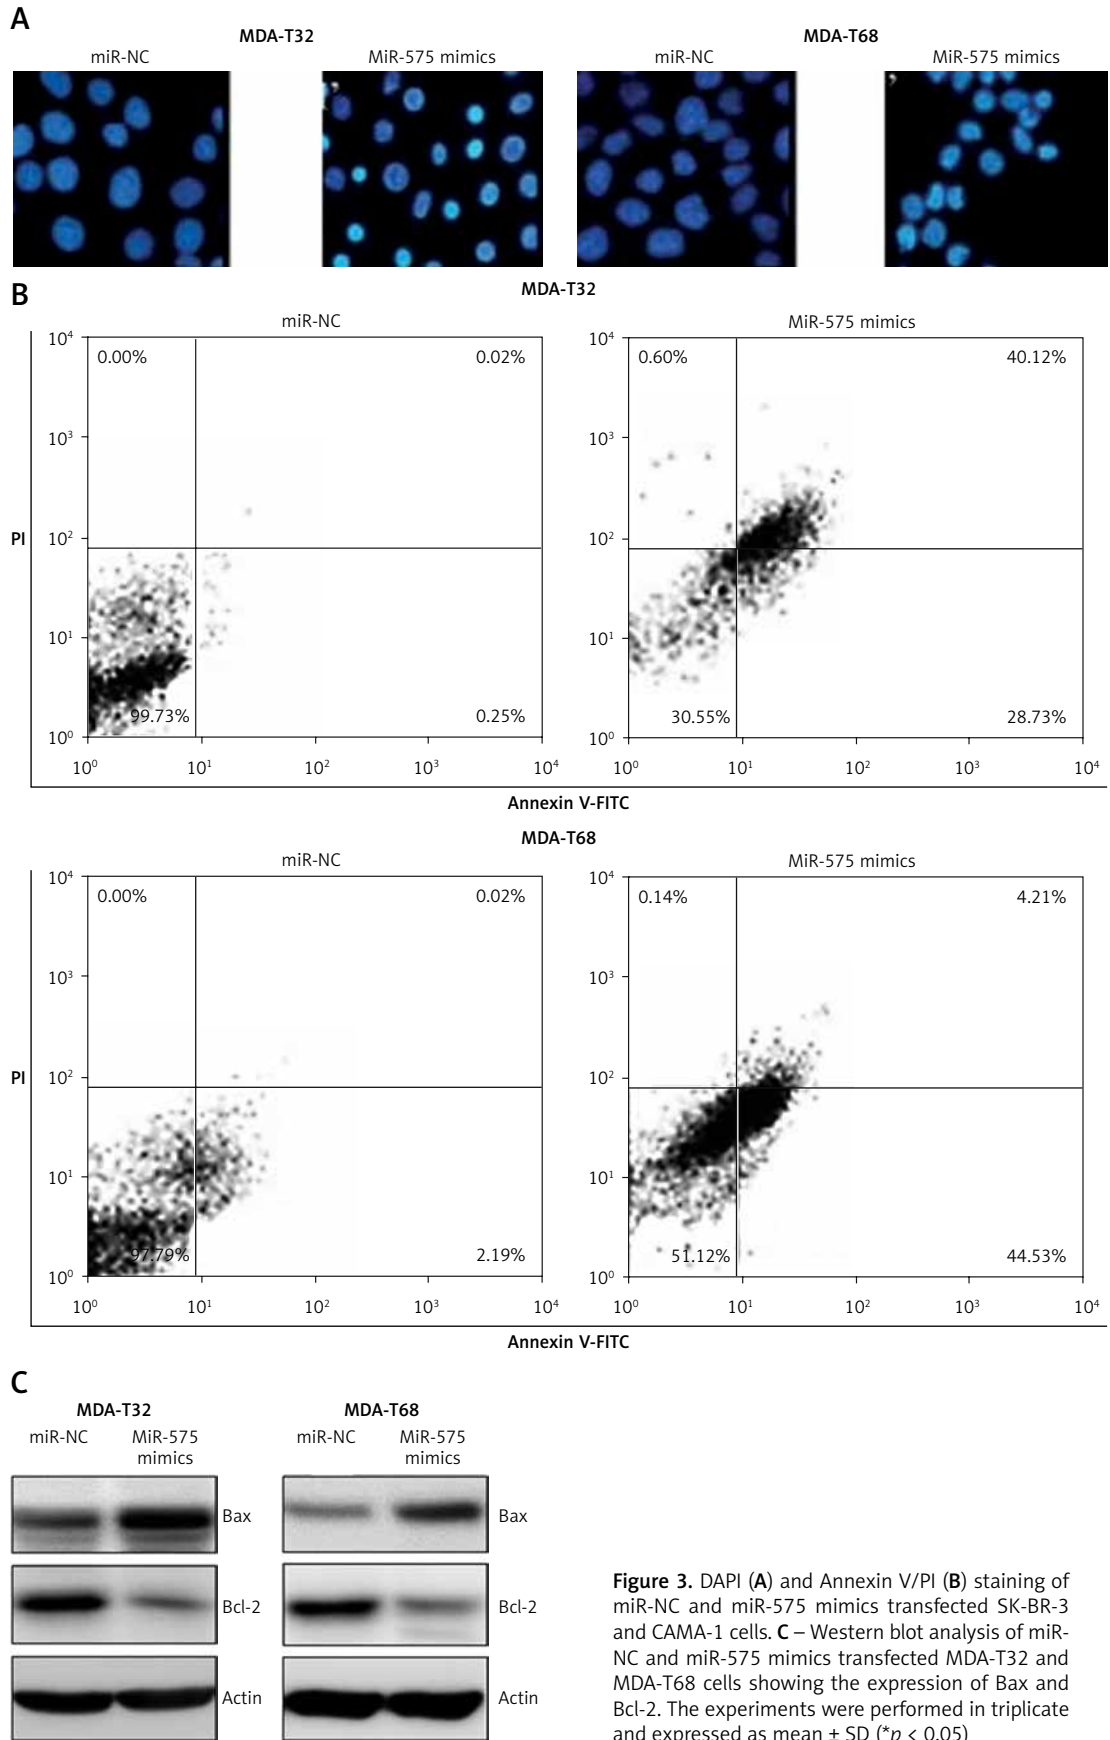 A
MDA-T32
MDA-T68
miR-NC
MiR-575 mimics
miR-NC
MiR-575 mimics
B
MDA-T32
miR-NC
MiR-575 mimics
10⁴
0.00%
0.02%
10⁴
0.60%
40.12%
10³
10³
PI
10²
10²
10¹
10¹
99.73%
0.25%
30.55%
28.73%
10⁰
10⁰
10⁰ 10¹ 10² 10³ 10⁴
10⁰ 10¹ 10² 10³ 10⁴
Annexin V-FITC
MDA-T68
miR-NC
MiR-575 mimics
10⁴
0.00%
0.02%
10⁴
0.14%
4.21%
10³
10³
PI
10²
10²
10¹
10¹
97.79%
2.19%
51.12%
44.53%
10⁰
10⁰
10⁰ 10¹ 10² 10³ 10⁴
10⁰ 10¹ 10² 10³ 10⁴
Annexin V-FITC
C
MDA-T32
MDA-T68
miR-NC
MiR-575
mimics
miR-NC
MiR-575
mimics
Bax
Bax
Bcl-2
Bcl-2
Actin
Actin
Figure 3. DAPI (A) and Annexin V/PI (B) staining of
miR-NC and miR-575 mimics transfected SK-BR-3
and CAMA-1 cells. C – Western blot analysis of miR-
NC and miR-575 mimics transfected MDA-T32 and
MDA-T68 cells showing the expression of Bax and
Bcl-2. The experiments were performed in triplicate
and expressed as mean ± SD (*p < 0.05)